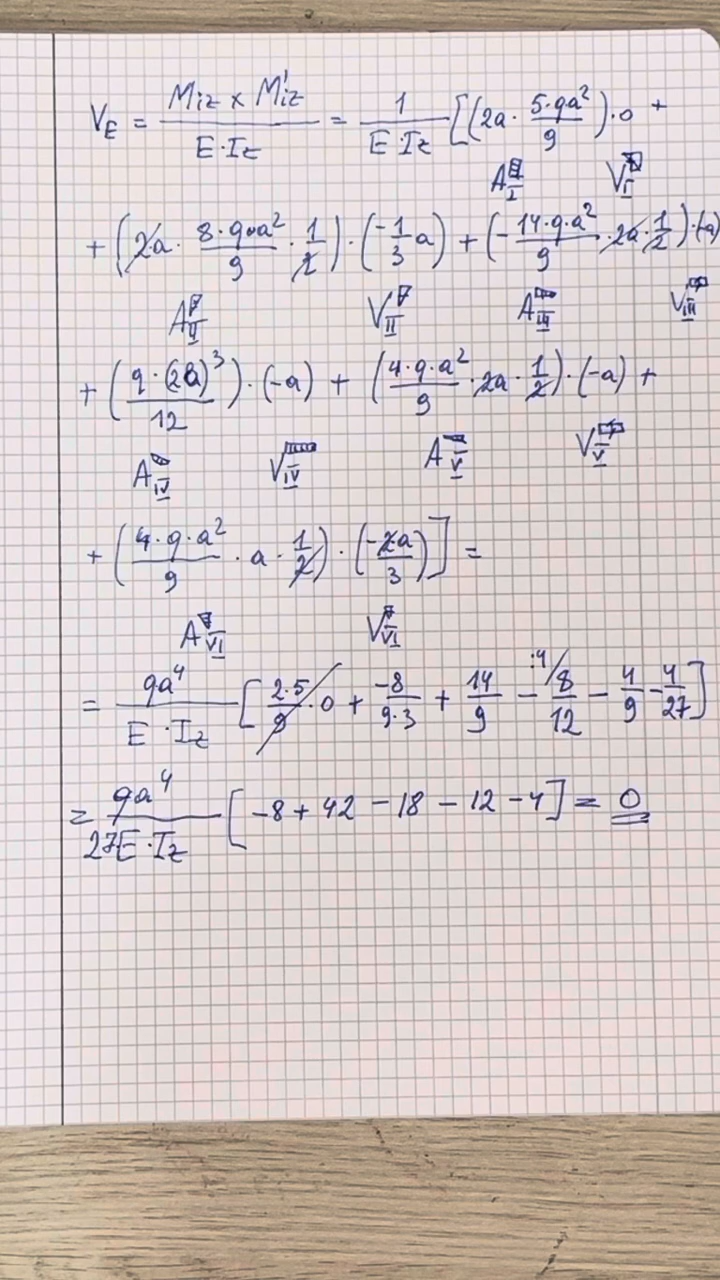 V_E = (M_iz × M'_iz)/(E·I_z) = 1/(E·I_z) [(2a · 5·qa²/9)·0 +
A_I V_I
+ (2a · 8·q·a²/9 · 1/2)·(-1/3 a) + (-14·q·a²/9 · 2a · 1/2)·(-a)
A_II V_II A_III V_III
+ (q·(2a)³/12)·(-a) + (4·q·a²/9 · 2a · 1/2)·(-a) +
A_IV V_IV A_V V_V
+ (4·q·a²/9 · a · 1/2)·(-2a/3)] =
A_VI V_VI
= qa⁴/(E·I_z) [2·5/9·0 + -8/(9·3) + 14/9 - 8/12 - 4/9 - 4/27] :4
= qa⁴/(27E·I_z) [-8 + 42 - 18 - 12 - 4] = 0